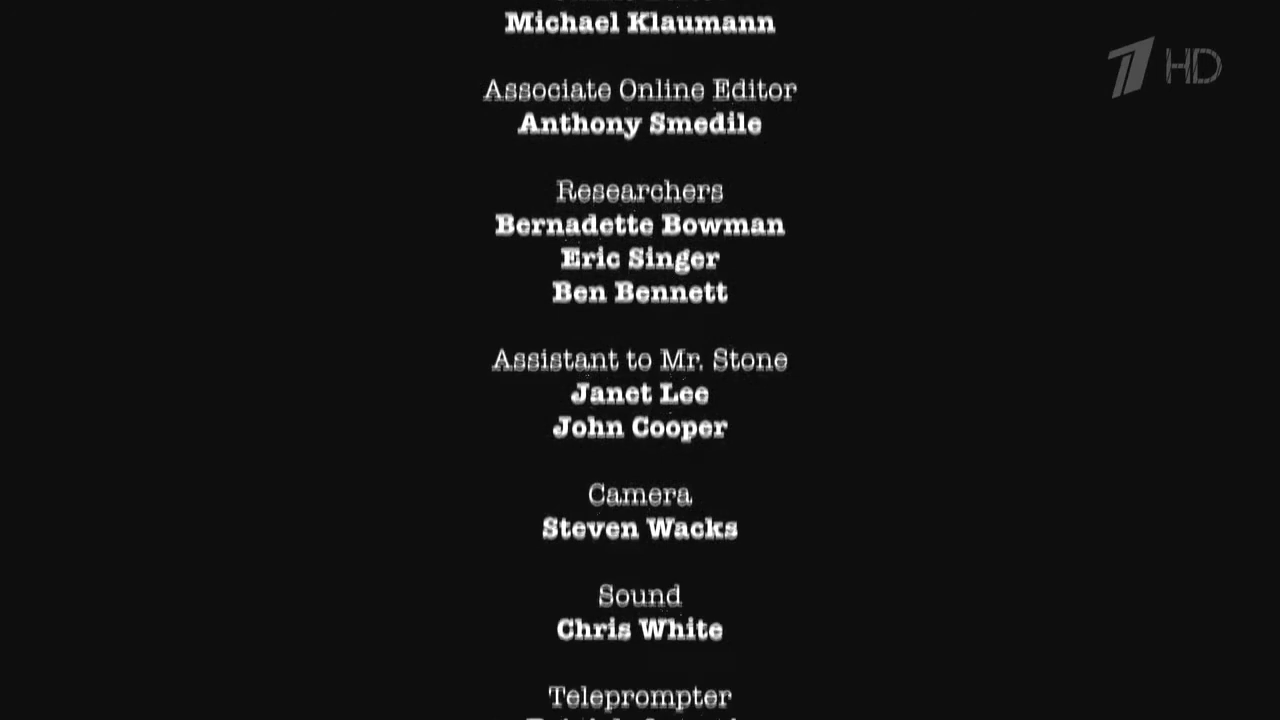 Michael Klaumann
Associate Online Editor
Anthony Smedile
Researchers
Bernadette Bowman
Eric Singer
Ben Bennett
Assistant to Mr. Stone
Janet Lee
John Cooper
Camera
Steven Wacks
Sound
Chris White
Teleprompter
1 HD